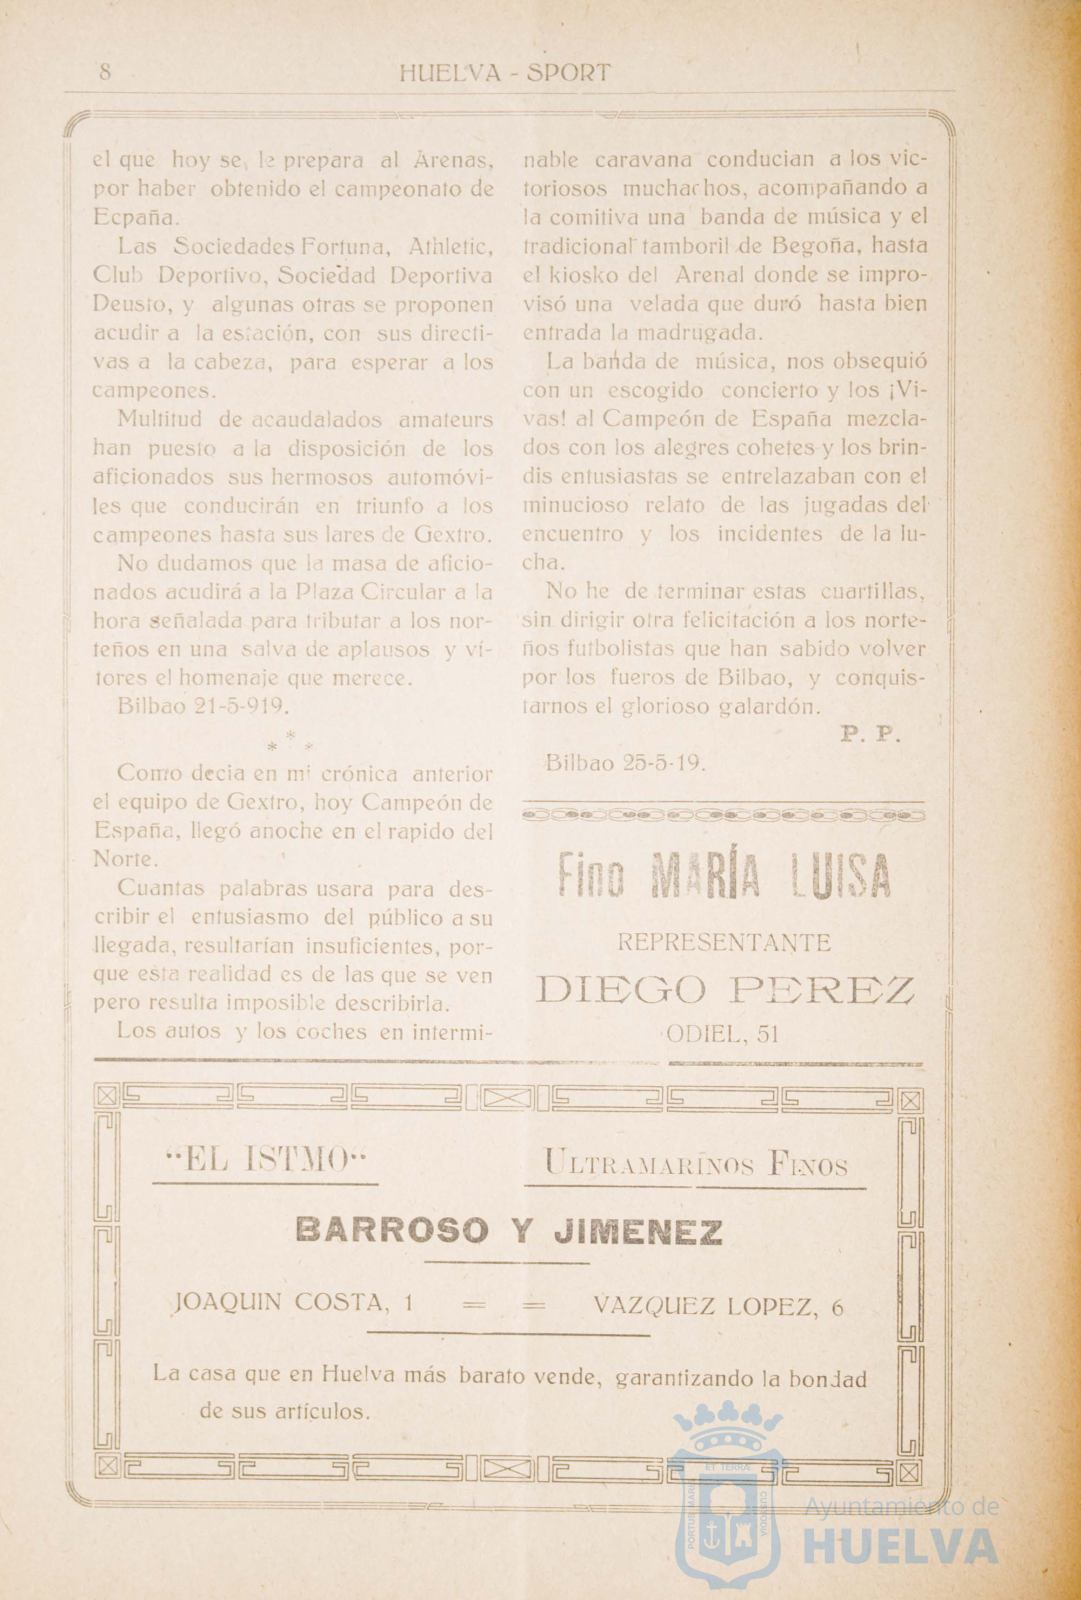 8
HUELVA - SPORT
el que hoy se, le prepara al Arenas,
por haber obtenido el campeonato de
Ecpaña.
Las Sociedades Fortuna, Athletic,
Club Deportivo, Sociedad Deportiva
Deusto, y algunas otras se proponen
acudir a la estación, con sus directi-
vas a la cabeza, para esperar a los
campeones.
Multitud de acaudalados amateurs
han puesto a la disposición de los
aficionados sus hermosos automóvi-
les que conducirán en triunfo a los
campeones hasta sus lares de Gextro.
No dudamos que la masa de aficio-
nados acudirá a la Plaza Circular a la
hora señalada para tributar a los nor-
teños en una salva de aplausos y ví-
tores el homenaje que merece.
Bilbao 21-5-919.
* * *
Como decia en mi crónica anterior
el equipo de Gextro, hoy Campeón de
España, llegó anoche en el rapido del
Norte.
Cuantas palabras usara para des-
cribir el entusiasmo del público a su
llegada, resultarían insuficientes, por-
que esta realidad es de las que se ven
pero resulta imposible describirla.
Los autos y los coches en intermi-
nable caravana conducian a los vic-
toriosos muchachos, acompañando a
la comitiva una banda de música y el
tradicional tamboril de Begoña, hasta
el kiosko del Arenal donde se impro-
visó una velada que duró hasta bien
entrada la madrugada.
La banda de música, nos obsequió
con un escogido concierto y los ¡Vi-
vas! al Campeón de España mezcla-
dos con los alegres cohetes y los brin-
dis entusiastas se entrelazaban con el
minucioso relato de las jugadas del
encuentro y los incidentes de la lu-
cha.
No he de terminar estas cuartillas,
sin dirigir otra felicitación a los norte-
ños futbolistas que han sabido volver
por los fueros de Bilbao, y conquis-
tarnos el glorioso galardón.
P. P.
Bilbao 25-5-19.
Fino MARÍA LUISA
REPRESENTANTE
DIEGO PEREZ
ODIEL, 51
"EL ISTMO"
ULTRAMARINOS FINOS
BARROSO Y JIMENEZ
JOAQUIN COSTA, 1 = = VAZQUEZ LOPEZ, 6
La casa que en Huelva más barato vende, garantizando la bondad
de sus artículos.
PORTUS MARIS
ET TERRA
CUSTODIA
Ayuntamiento de
HUELVA